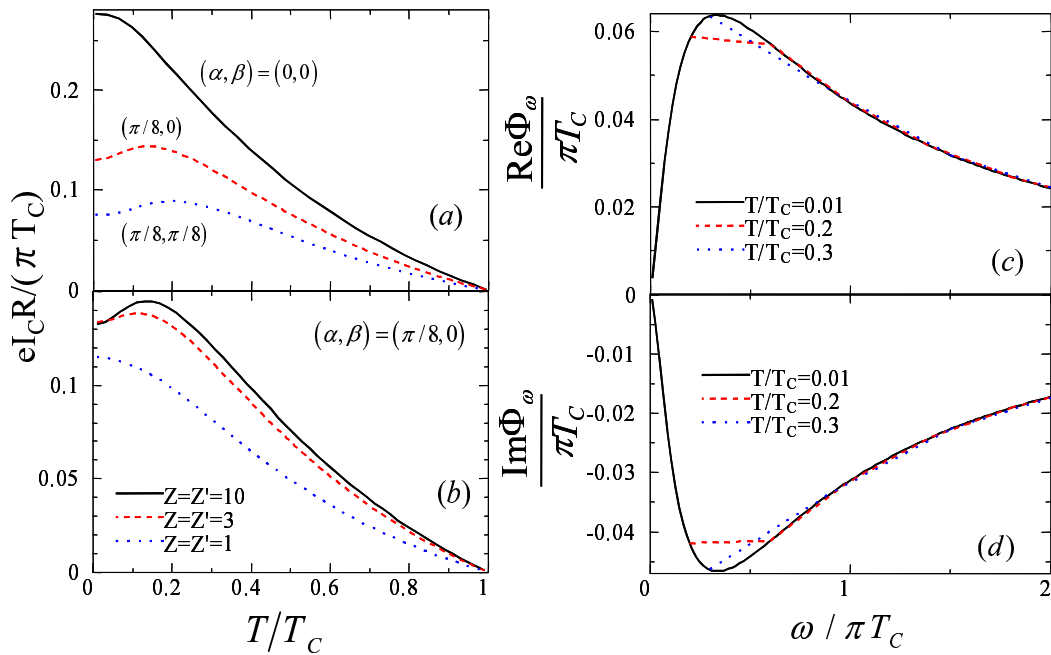 eI_CR/(π T_C)
0.2
0.1
0
(α,β)=(0,0)
(π/8,0)
(π/8,π/8)
(a)
0.1
0.05
0
(α,β)=(π/8,0)
Z=Z'=10
Z=Z'=3
Z=Z'=1
(b)
0 0.2 0.4 0.6 0.8 1
T/T_C
ReΦ_ω
πT_C
0.06
0.04
0.02
0
T/T_C=0.01
T/T_C=0.2
T/T_C=0.3
(c)
ImΦ_ω
πT_C
-0.01
-0.02
-0.03
-0.04
T/T_C=0.01
T/T_C=0.2
T/T_C=0.3
(d)
0 1 2
ω / πT_C